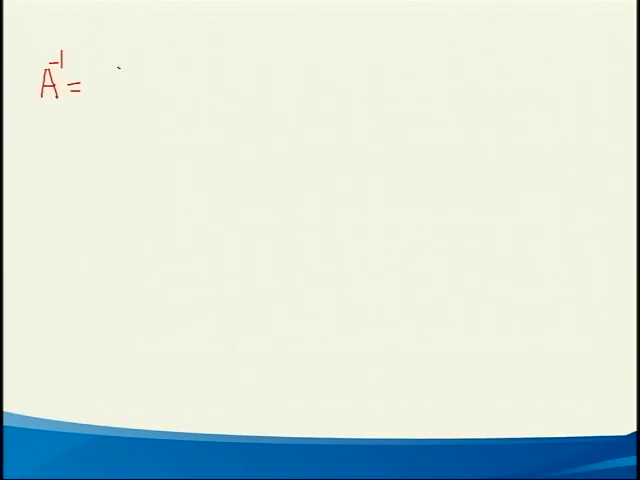 A⁻¹ =